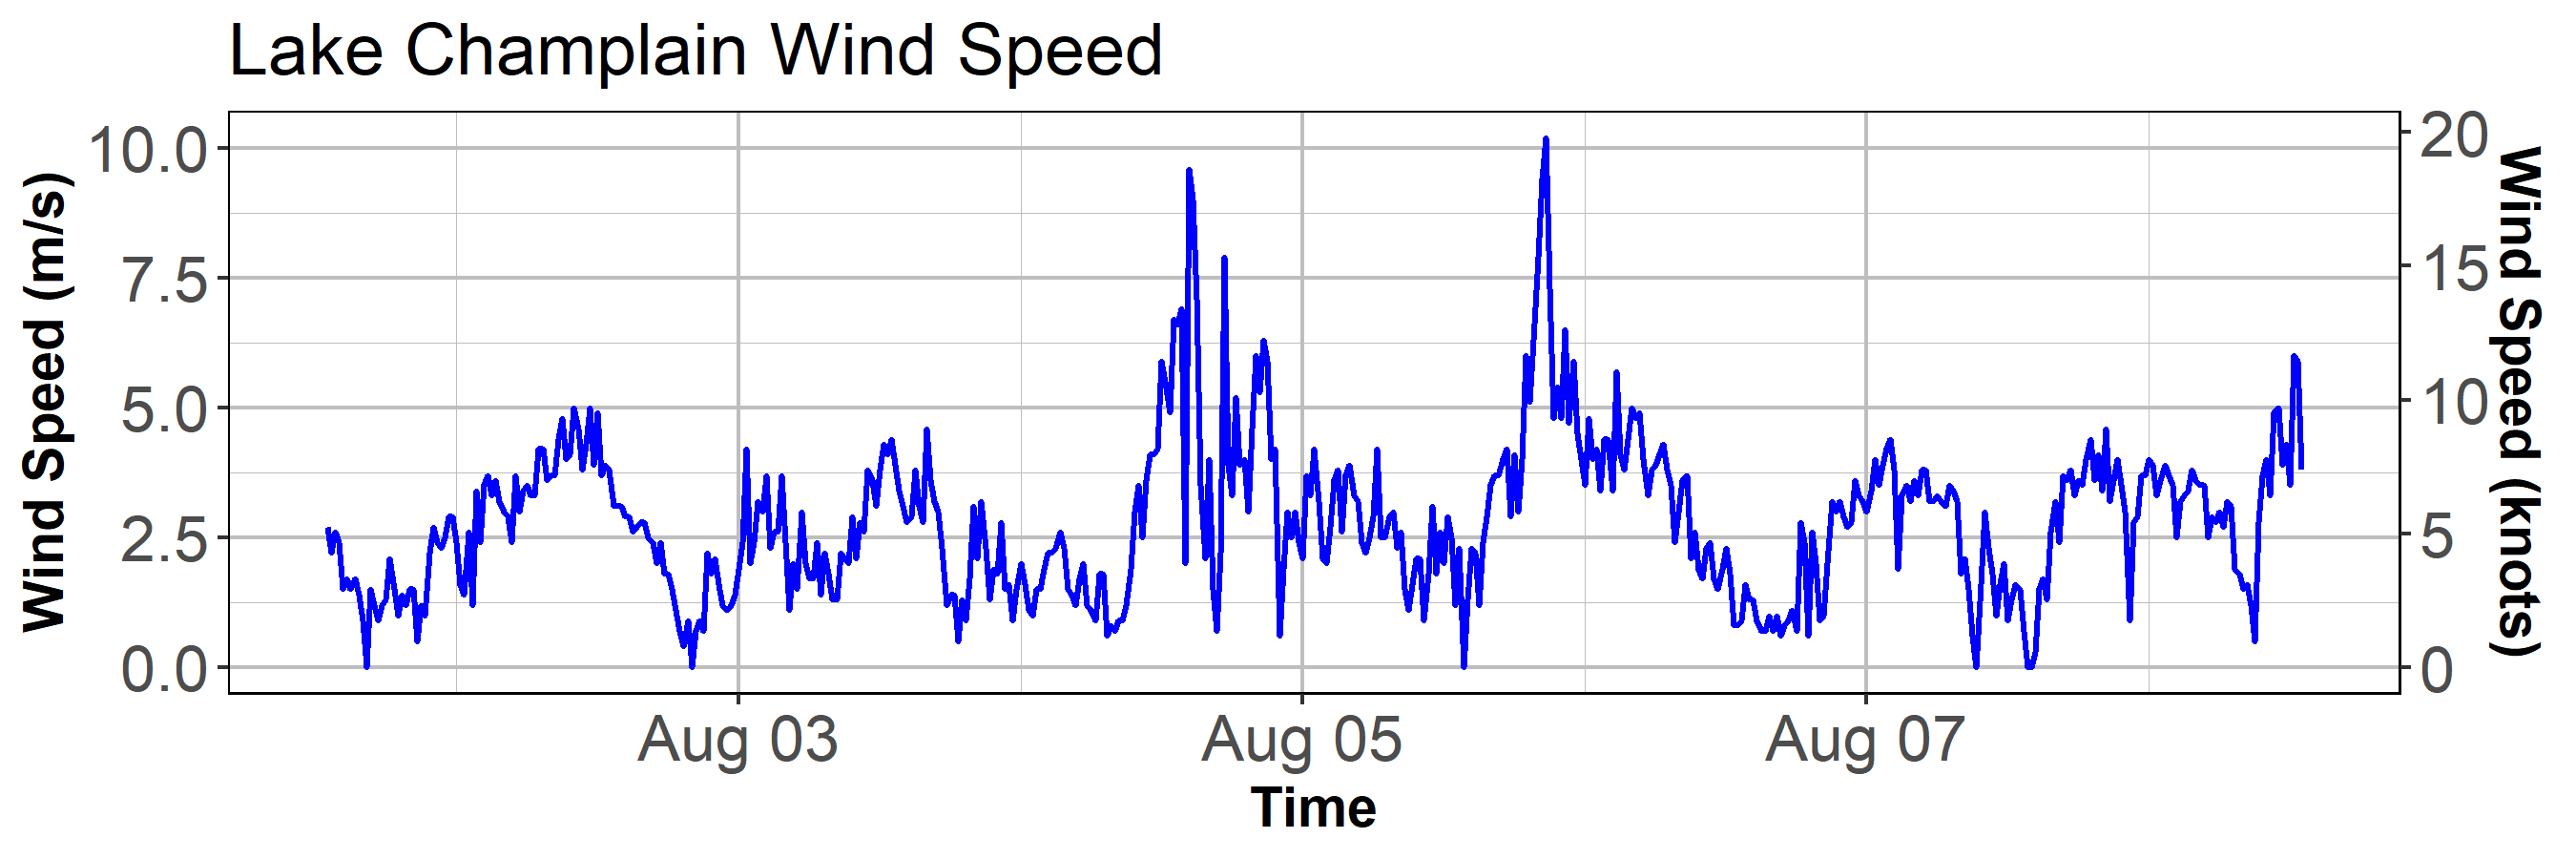 Lake Champlain Wind Speed
Wind Speed (m/s)
10.0
7.5
5.0
2.5
0.0
20
15
10
5
0
Wind Speed (knots)
Aug 03
Aug 05
Aug 07
Time